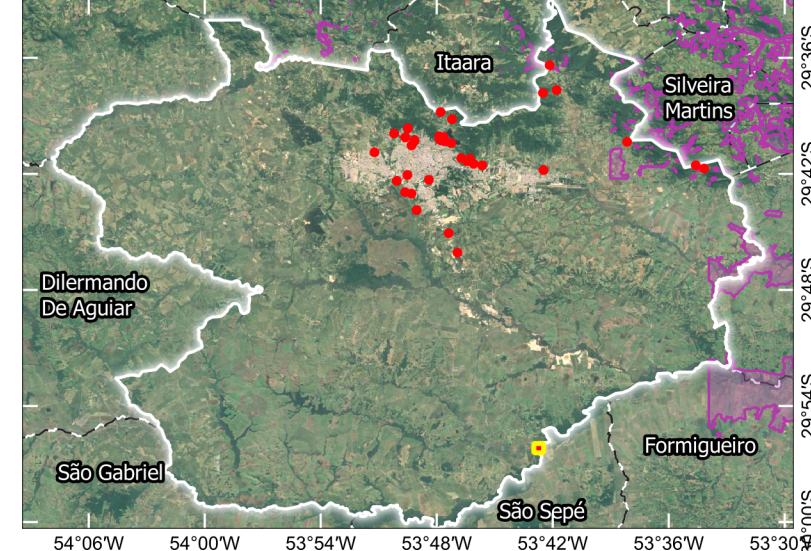 Itaara
29°36'S
Silveira
Martins
29°42'S
Dilermando
De Aguiar
29°48'S
29°54'S
Formigueiro
São Gabriel
São Sepé
54°06'W
54°00'W
53°54'W
53°48'W
53°42'W
53°36'W